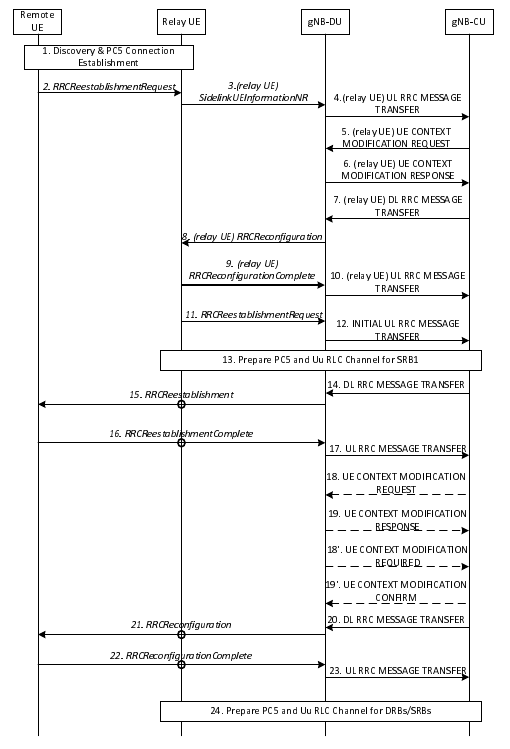 Remote
UE
Relay UE
gNB-DU
gNB-CU
1. Discovery & PC5 Connection
Establishment
2. RRCReestablishmentRequest
3.(relay UE)
SidelinkUEInformationNR
4.(relay UE) UL RRC MESSAGE
TRANSFER
5. (relay UE) UE CONTEXT
MODIFICATION REQUEST
6. (relay UE) UE CONTEXT
MODIFICATION RESPONSE
7. (relay UE) DL RRC MESSAGE
TRANSFER
8. (relay UE) RRCReconfiguration
9. (relay UE)
RRCReconfigurationComplete
10. (relay UE) UL RRC MESSAGE
TRANSFER
11. RRCReestablishmentRequest
12. INITIAL UL RRC MESSAGE
TRANSFER
13. Prepare PC5 and Uu RLC Channel for SRB1
14. DL RRC MESSAGE TRANSFER
15. RRCReestablishment
16. RRCReestablishmentComplete
17. UL RRC MESSAGE TRANSFER
18. UE CONTEXT MODIFICATION
REQUEST
19. UE CONTEXT MODIFICATION
RESPONSE
18'. UE CONTEXT MODIFICATION
REQUIRED
19'. UE CONTEXT MODIFICATION
CONFIRM
20. DL RRC MESSAGE TRANSFER
21. RRCReconfiguration
22. RRCReconfigurationComplete
23. UL RRC MESSAGE TRANSFER
24. Prepare PC5 and Uu RLC Channel for DRBs/SRBs